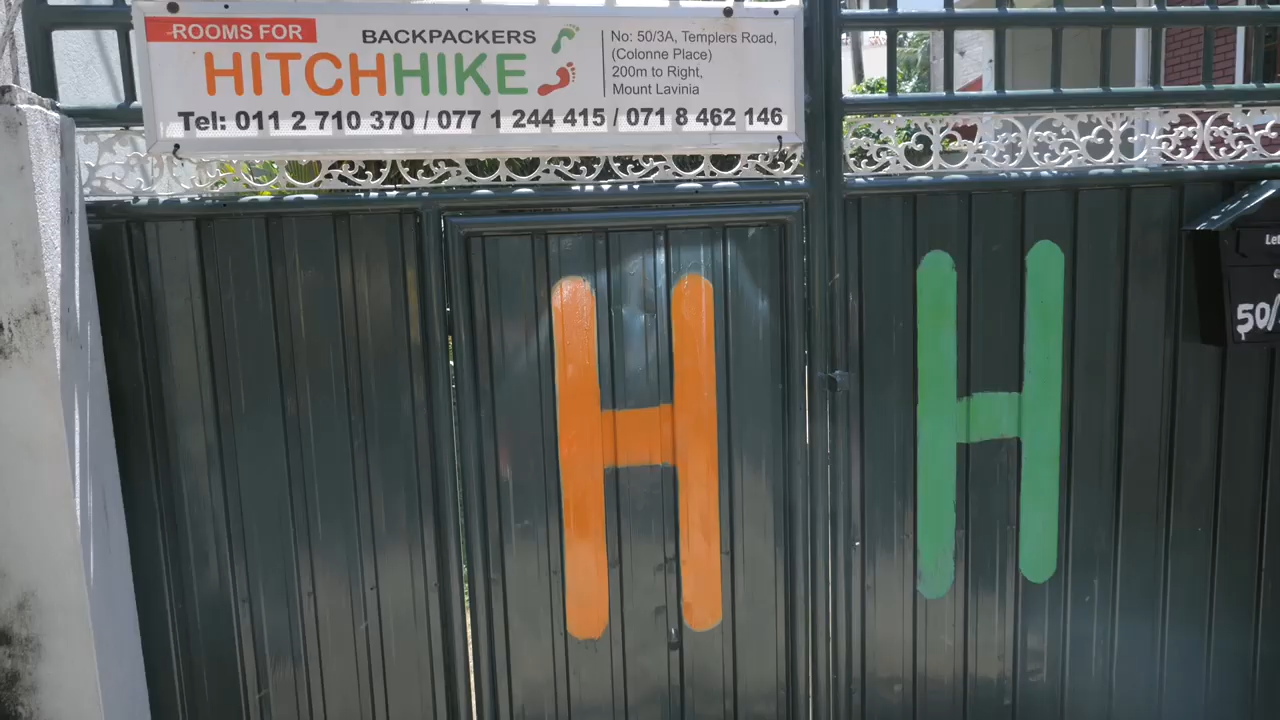 ROOMS FOR
BACKPACKERS
HITCHHIKE
No: 50/3A, Templers Road,
(Colonne Place)
200m to Right,
Mount Lavinia
Tel: 011 2 710 370 / 077 1 244 415 / 071 8 462 146
H H
50/